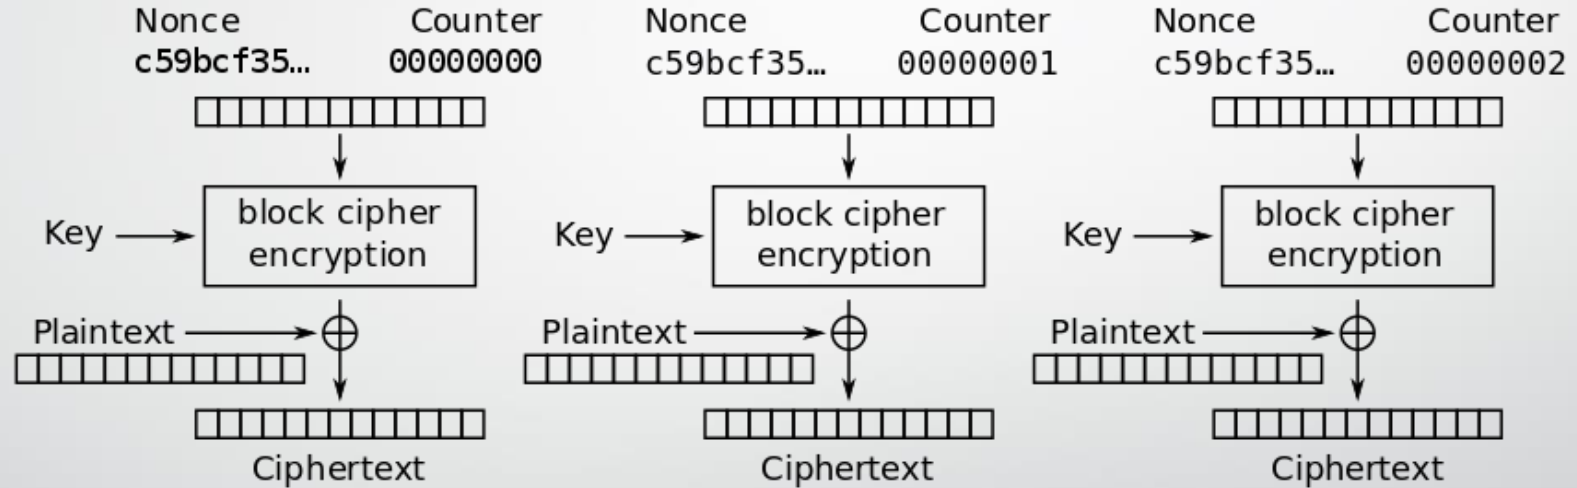 Nonce Counter Nonce Counter Nonce Counter
c59bcf35… 00000000 c59bcf35… 00000001 c59bcf35… 00000002
block cipher block cipher block cipher
Key encryption Key encryption Key encryption
Plaintext Plaintext Plaintext
Ciphertext Ciphertext Ciphertext